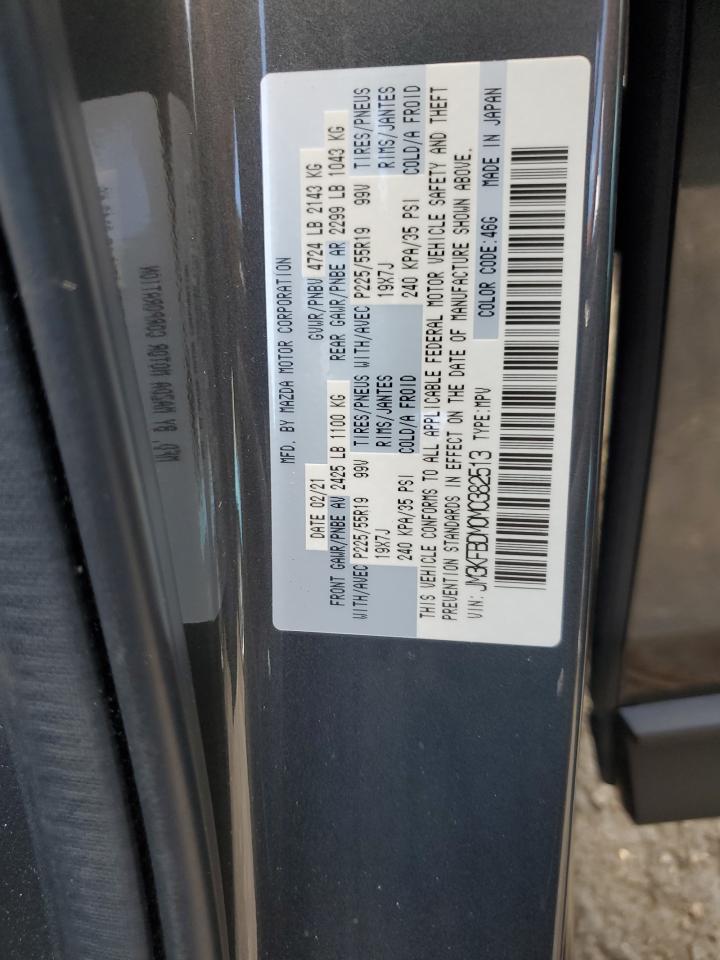 MFD. BY MAZDA MOTOR CORPORATION
DATE 02/21 GVWR/PNBV 4724 LB 2143 KG
FRONT GAWR/PNBE AV 2425 LB 1100 KG REAR GAWR/PNBE AR 2299 LB 1043 KG
WITH/AVEC P225/55R19 99V TIRES/PNEUS WITH/AVEC P225/55R19 99V TIRES/PNEUS
19X7J RIMS/JANTES 19X7J RIMS/JANTES
240 KPA/35 PSI COLD/A FROID 240 KPA/35 PSI COLD/A FROID
THIS VEHICLE CONFORMS TO ALL APPLICABLE FEDERAL MOTOR VEHICLE SAFETY AND THEFT
PREVENTION STANDARDS IN EFFECT ON THE DATE OF MANUFACTURE SHOWN ABOVE.
VIN: JM3KFBDM0M0382513 TYPE:MPV COLOR CODE:46G MADE IN JAPAN
MFD. BY MAZDA MOTOR CORPORATION